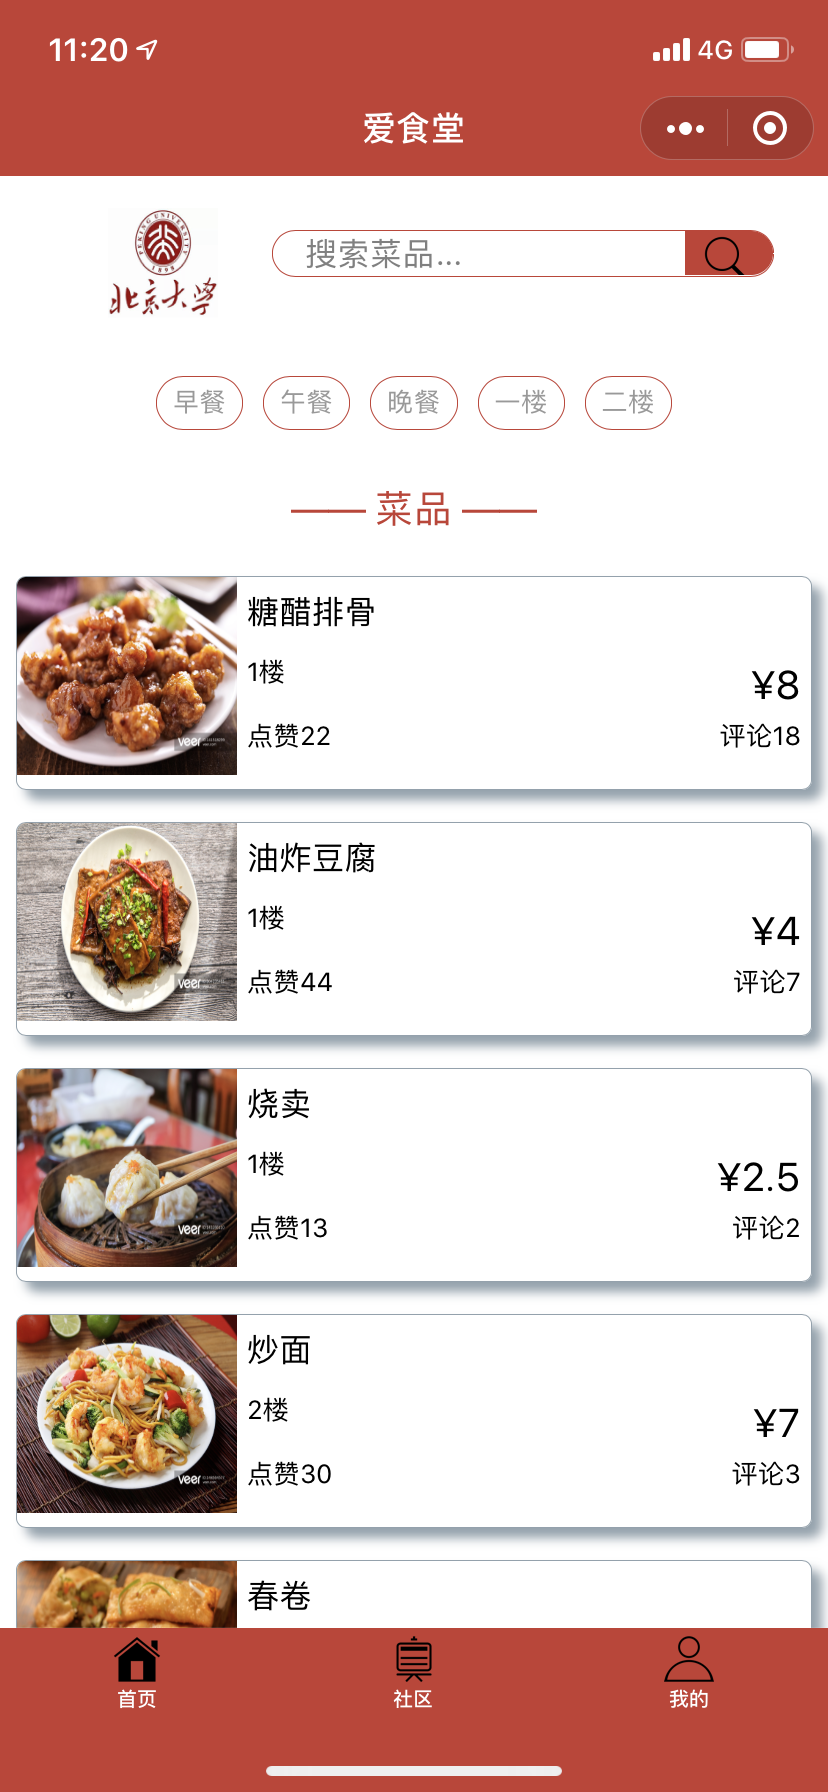 11:20
4G
爱食堂
PEKING UNIVERSITY
1898
北京大学
搜索菜品...
早餐 午餐 晚餐 一楼 二楼
—— 菜品 ——
糖醋排骨
1楼
¥8
点赞22 评论18
veer
油炸豆腐
1楼
¥4
点赞44 评论7
veer
烧卖
1楼
¥2.5
点赞13 评论2
veer
炒面
2楼
¥7
点赞30 评论3
veer
春卷
首页 社区 我的